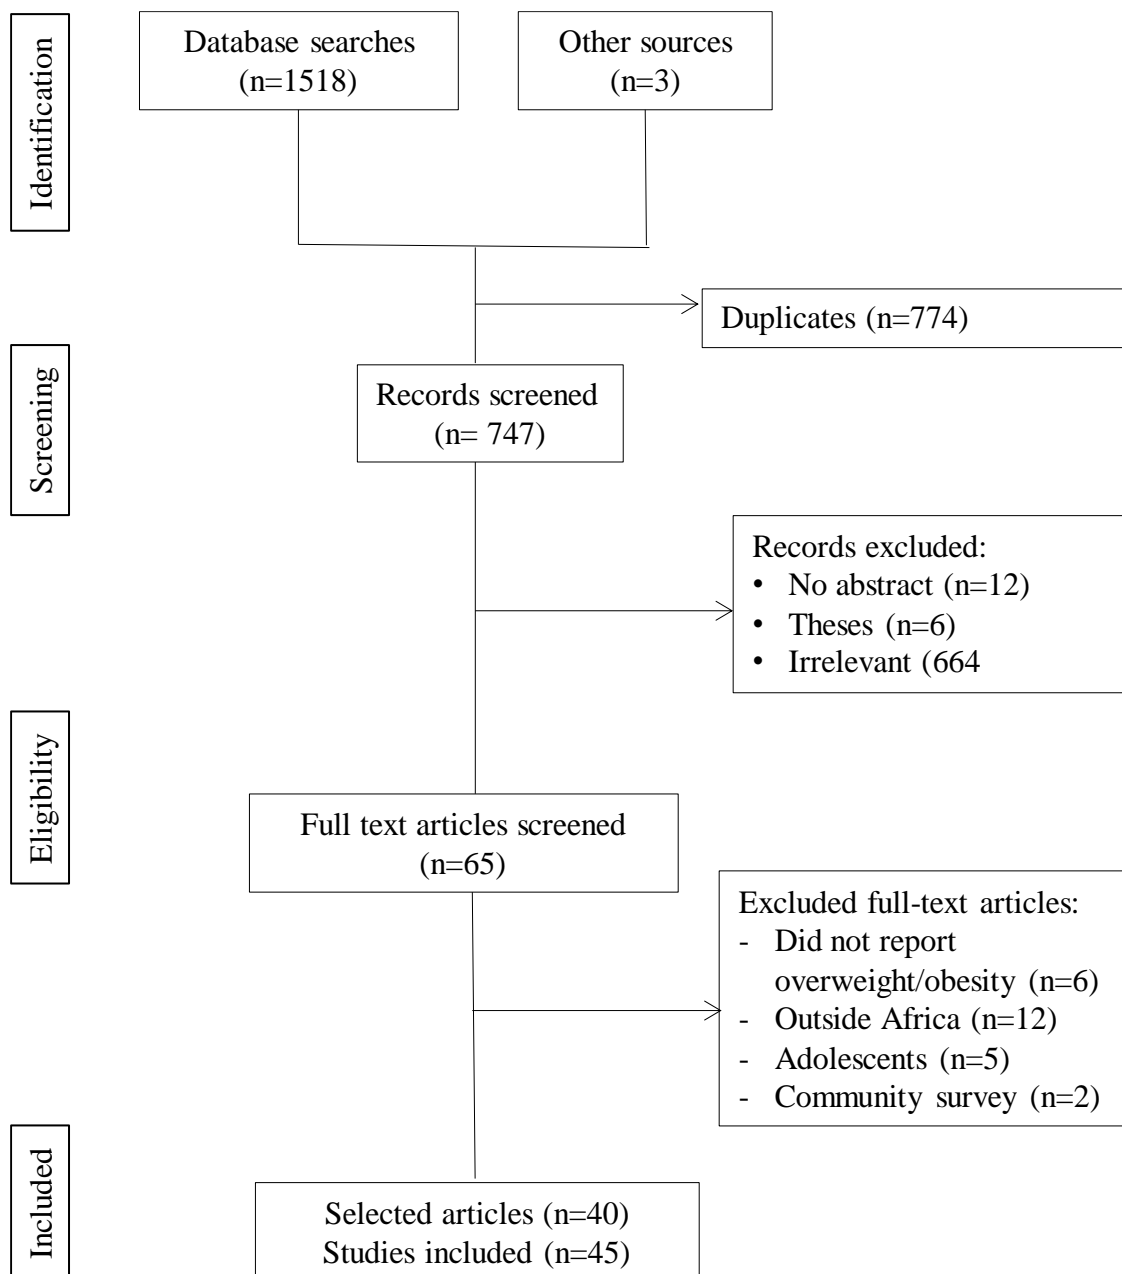 Identification
Database searches
(n=1518)
Other sources
(n=3)
Duplicates (n=774)
Screening
Records screened
(n= 747)
Records excluded:
• No abstract (n=12)
• Theses (n=6)
• Irrelevant (664
Eligibility
Full text articles screened
(n=65)
Excluded full-text articles:
- Did not report
overweight/obesity (n=6)
- Outside Africa (n=12)
- Adolescents (n=5)
- Community survey (n=2)
Included
Selected articles (n=40)
Studies included (n=45)